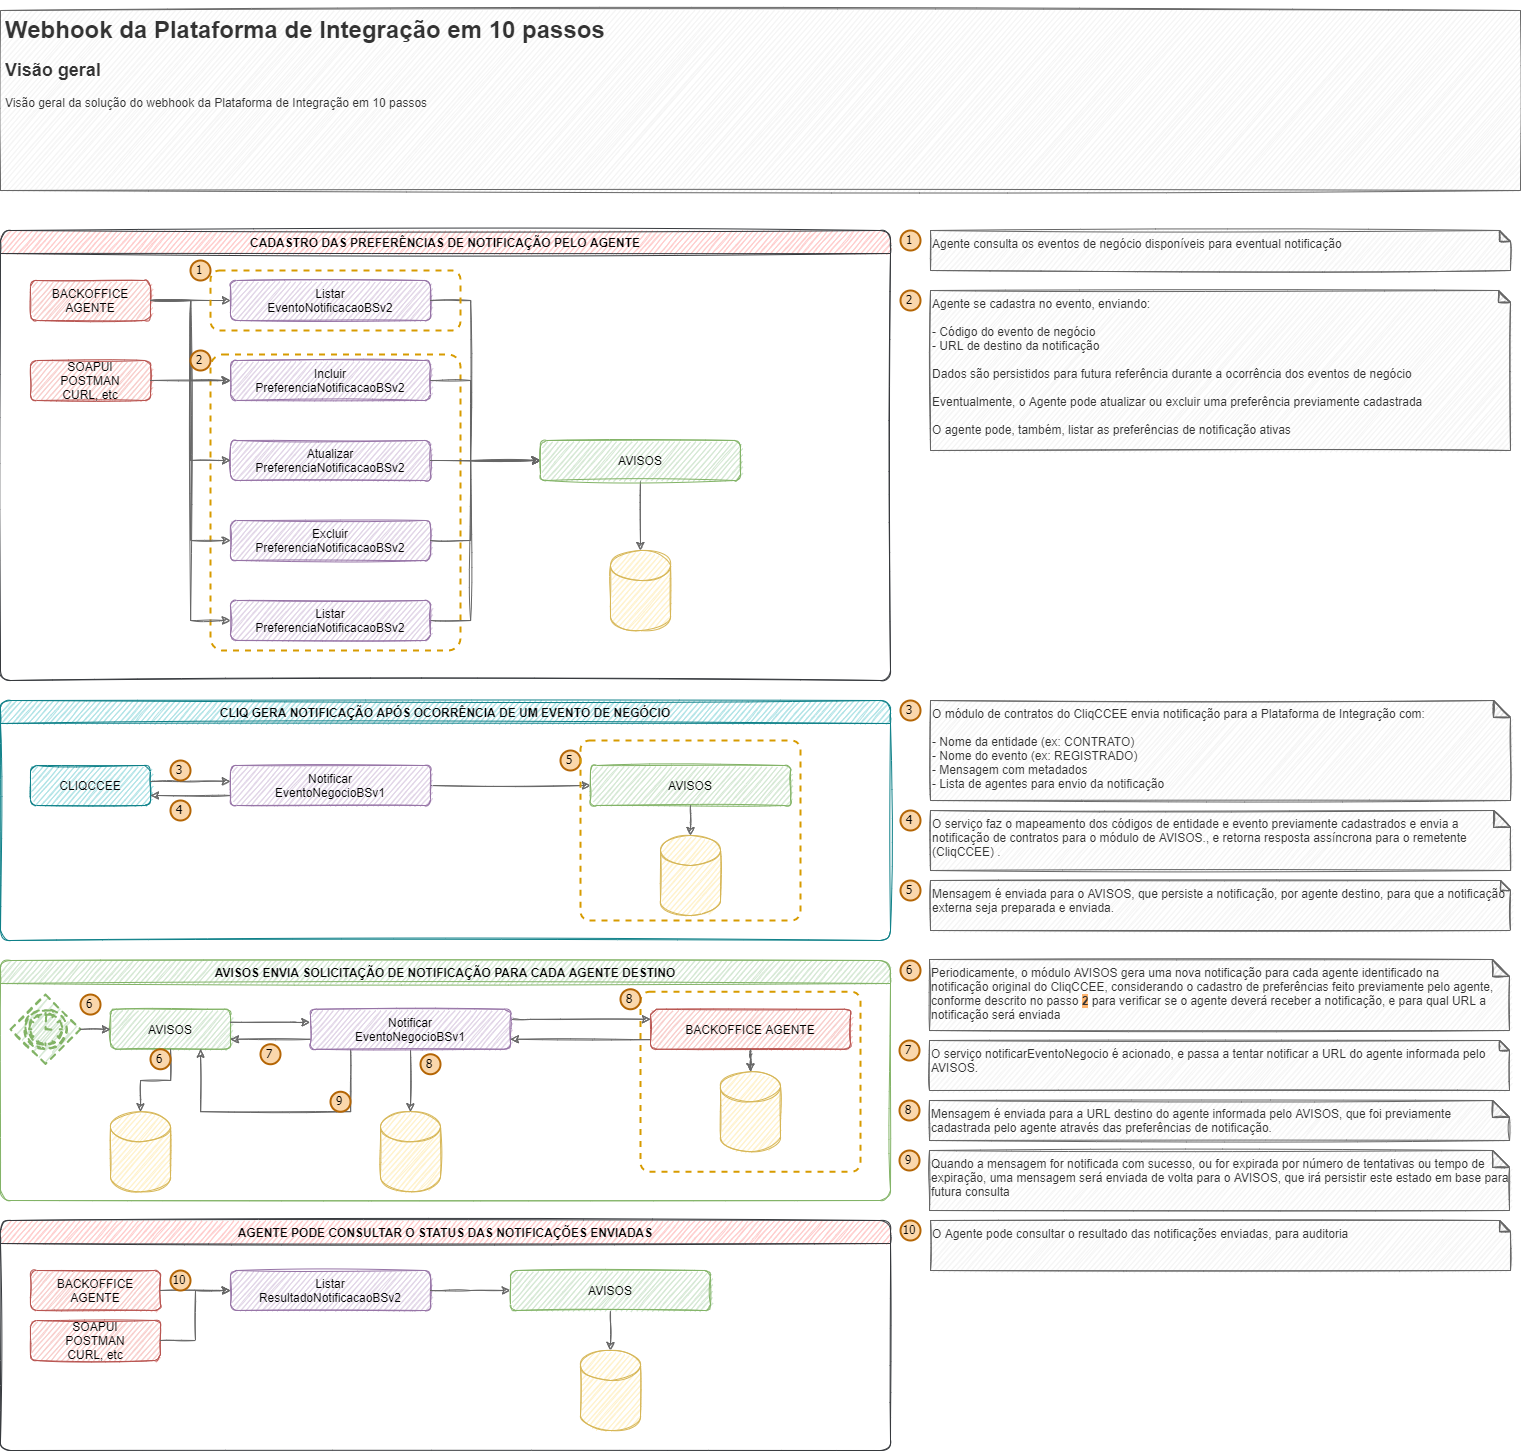 Webhook da Plataforma de Integração em 10 passos
Visão geral
Visão geral da solução do webhook da Plataforma de Integração em 10 passos
CADASTRO DAS PREFERÊNCIAS DE NOTIFICAÇÃO PELO AGENTE
BACKOFFICE
AGENTE
SOAPUI
POSTMAN
CURL, etc
1
Listar
EventoNotificacaoBSv2
2
Incluir
PreferenciaNotificacaoBSv2
Atualizar
PreferenciaNotificacaoBSv2
Excluir
PreferenciaNotificacaoBSv2
Listar
PreferenciaNotificacaoBSv2
AVISOS
1
Agente consulta os eventos de negócio disponíveis para eventual notificação
2
Agente se cadastra no evento, enviando:
- Código do evento de negócio
- URL de destino da notificação
Dados são persistidos para futura referência durante a ocorrência dos eventos de negócio
Eventualmente, o Agente pode atualizar ou excluir uma preferência previamente cadastrada
O agente pode, também, listar as preferências de notificação ativas
CLIQ GERA NOTIFICAÇÃO APÓS OCORRÊNCIA DE UM EVENTO DE NEGÓCIO
CLIQCCEE
3
4
Notificar
EventoNegocioBSv1
5
AVISOS
3
O módulo de contratos do CliqCCEE envia notificação para a Plataforma de Integração com:
- Nome da entidade (ex: CONTRATO)
- Nome do evento (ex: REGISTRADO)
- Mensagem com metadados
- Lista de agentes para envio da notificação
4
O serviço faz o mapeamento dos códigos de entidade e evento previamente cadastrados e envia a
notificação de contratos para o módulo de AVISOS., e retorna resposta assíncrona para o remetente
(CliqCCEE) .
5
Mensagem é enviada para o AVISOS, que persiste a notificação, por agente destino, para que a notificação
externa seja preparada e enviada.
AVISOS ENVIA SOLICITAÇÃO DE NOTIFICAÇÃO PARA CADA AGENTE DESTINO
6
AVISOS
6
7
Notificar
EventoNegocioBSv1
9
8
8
BACKOFFICE AGENTE
6
Periodicamente, o módulo AVISOS gera uma nova notificação para cada agente identificado na
notificação original do CliqCCEE, considerando o cadastro de preferências feito previamente pelo agente,
conforme descrito no passo 2 para verificar se o agente deverá receber a notificação, e para qual URL a
notificação será enviada
7
O serviço notificarEventoNegocio é acionado, e passa a tentar notificar a URL do agente informada pelo
AVISOS.
8
Mensagem é enviada para a URL destino do agente informada pelo AVISOS, que foi previamente
cadastrada pelo agente através das preferências de notificação.
9
Quando a mensagem for notificada com sucesso, ou for expirada por número de tentativas ou tempo de
expiração, uma mensagem será enviada de volta para o AVISOS, que irá persistir este estado em base para
futura consulta
AGENTE PODE CONSULTAR O STATUS DAS NOTIFICAÇÕES ENVIADAS
BACKOFFICE
AGENTE
SOAPUI
POSTMAN
CURL, etc
10
Listar
ResultadoNotificacaoBSv2
AVISOS
10
O Agente pode consultar o resultado das notificações enviadas, para auditoria